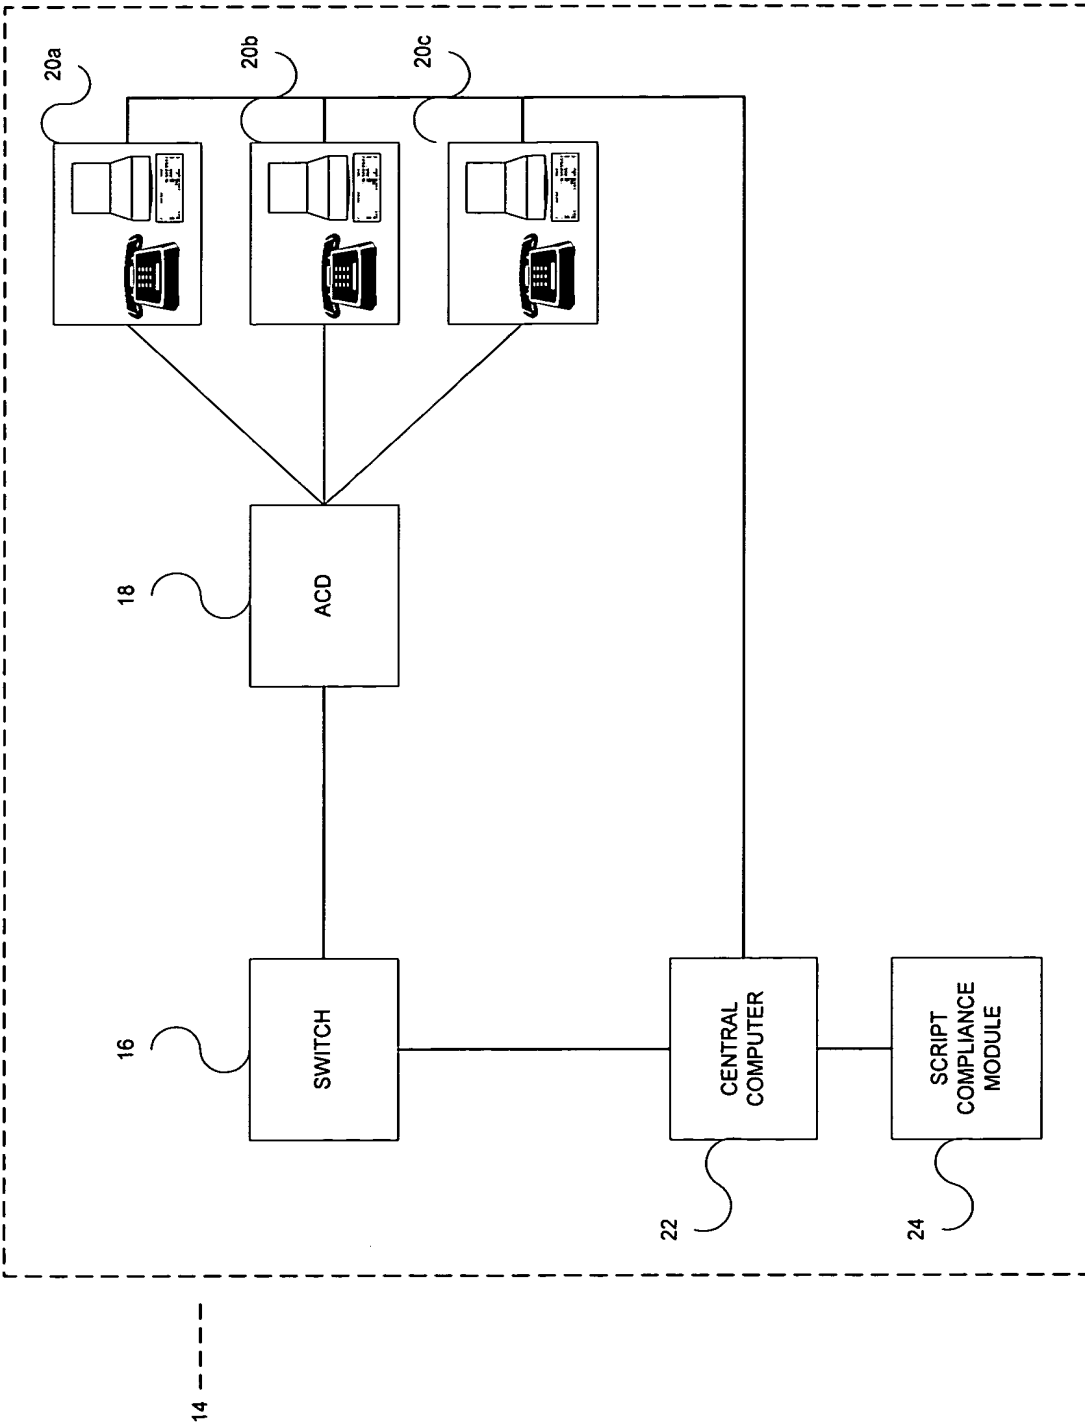 14
16
SWITCH
18
ACD
20a
20b
20c
22
CENTRAL
COMPUTER
24
SCRIPT
COMPLIANCE
MODULE